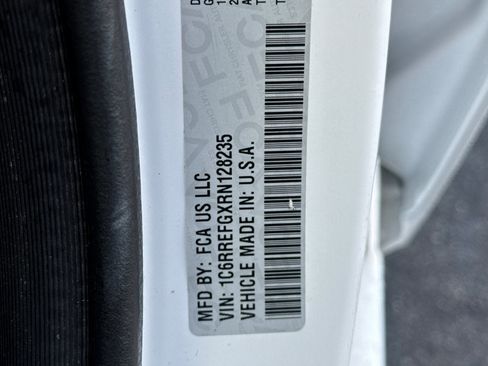 MFD BY: FCA US LLC
VIN: 1C6RREFGXRN128235
VEHICLE MADE IN: U.S.A.